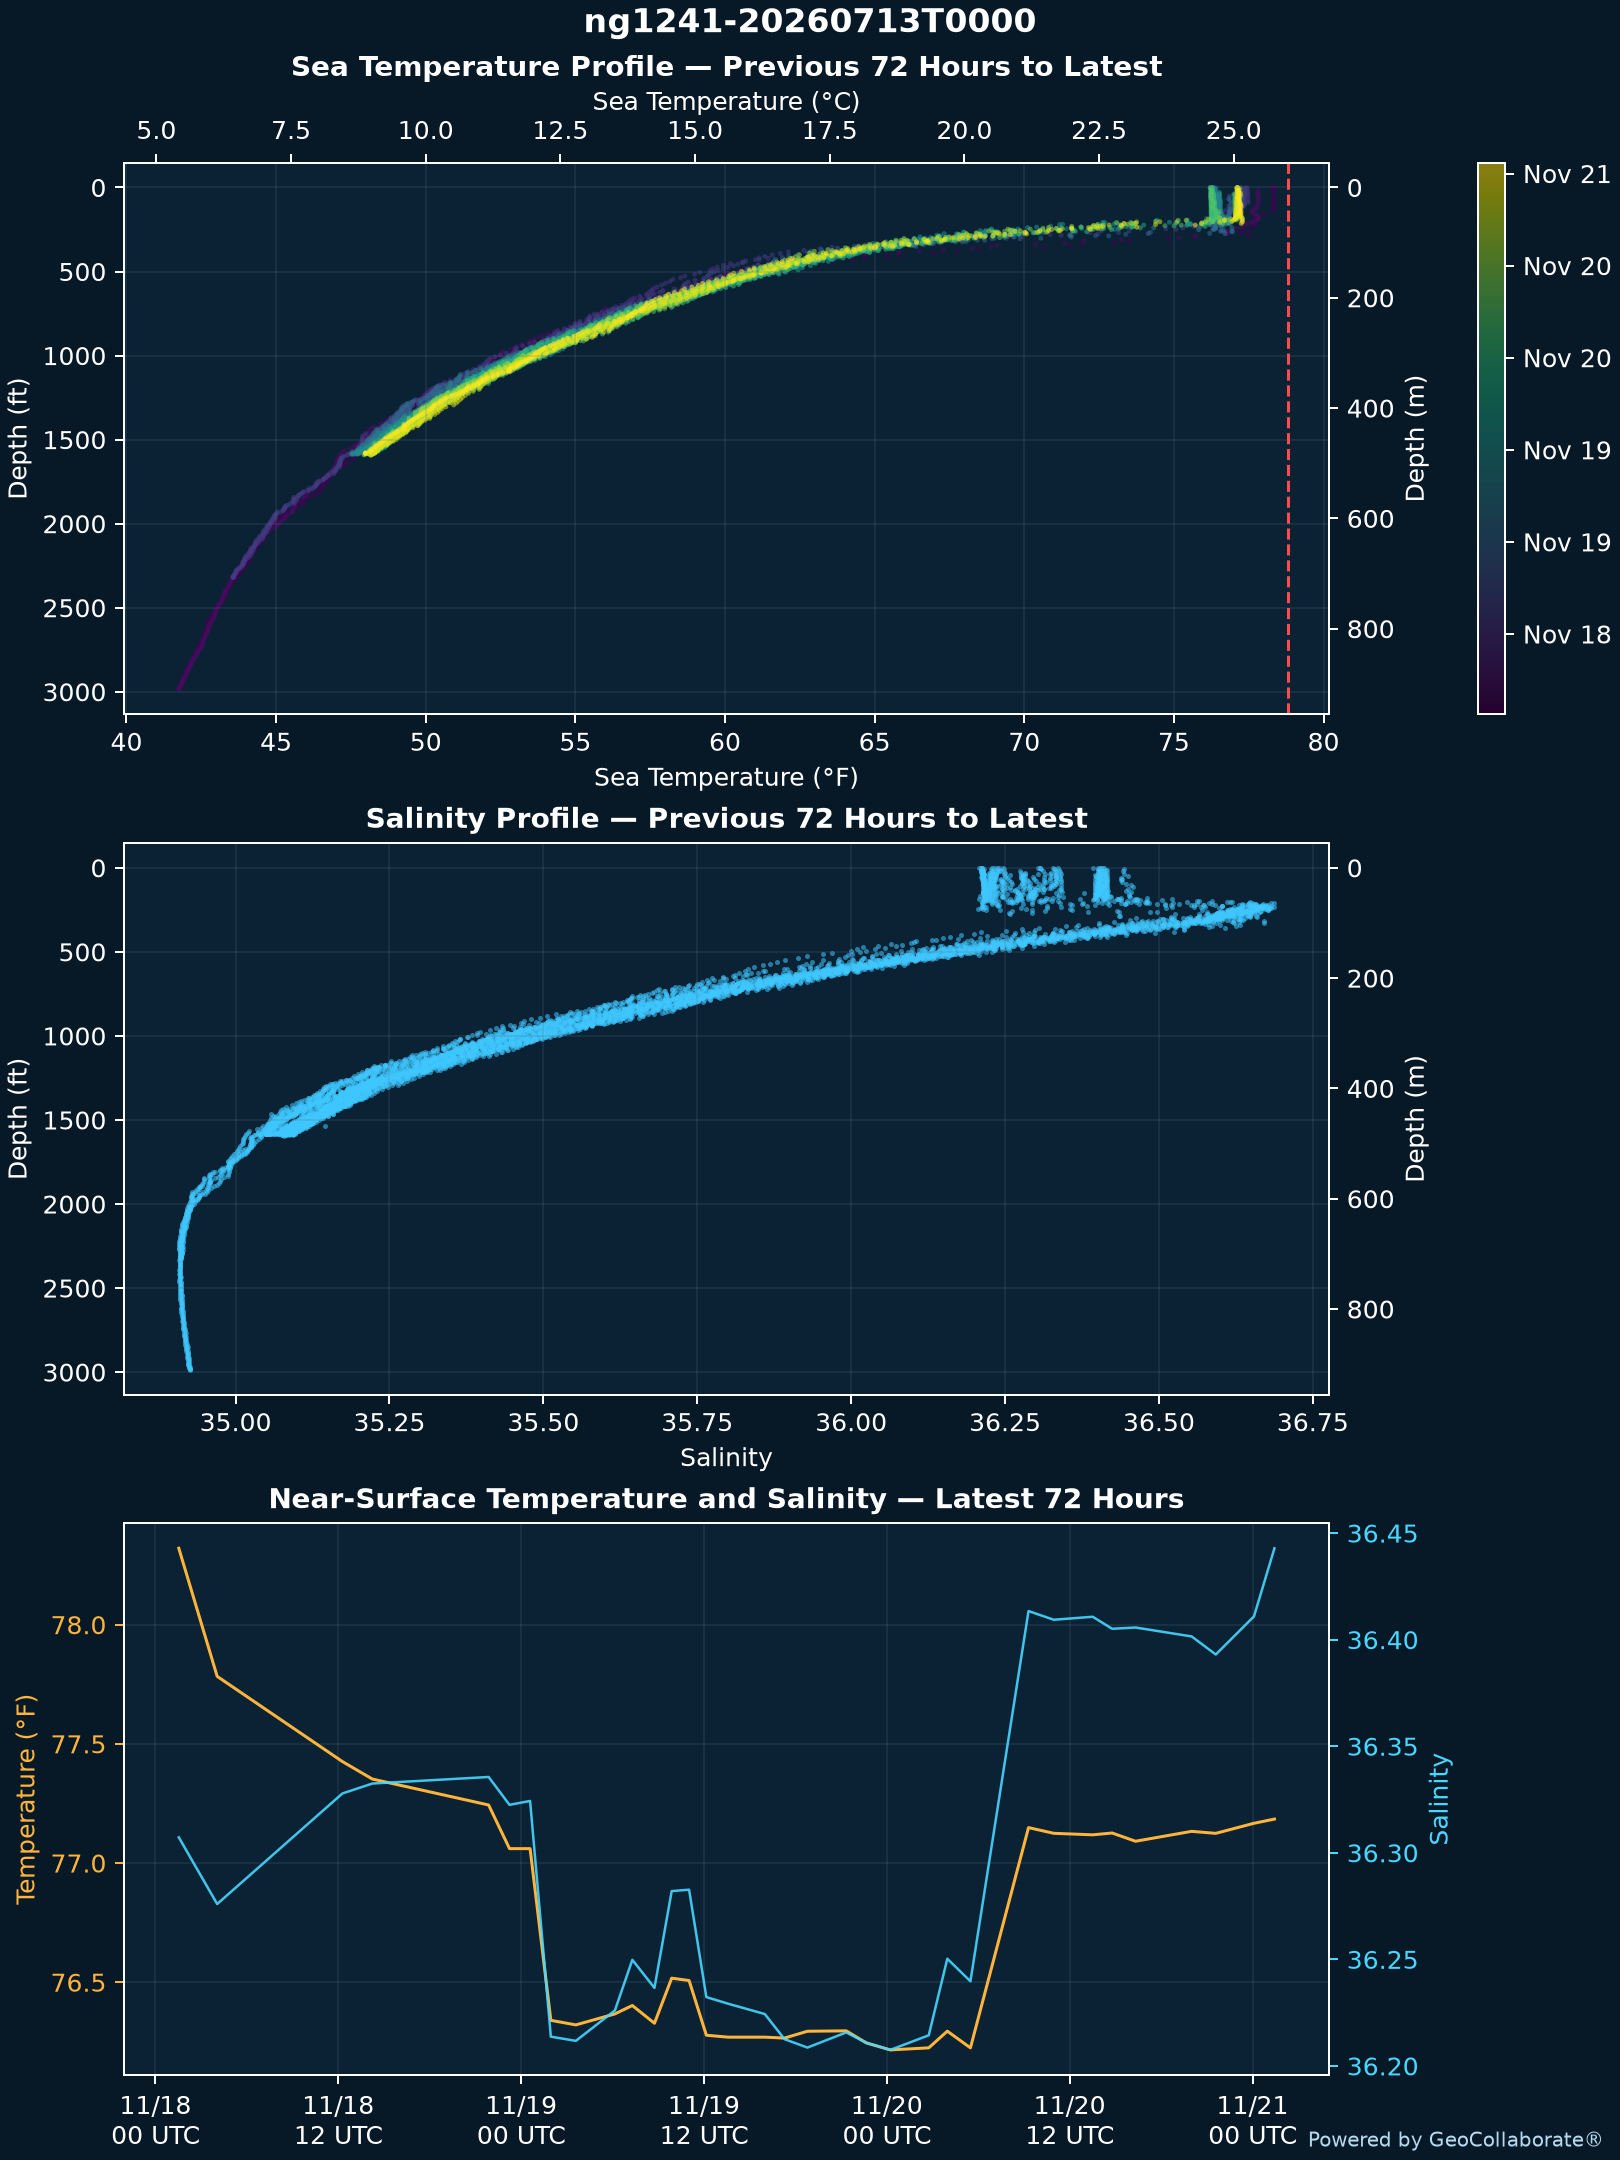 ng1241-20260713T0000
Sea Temperature Profile — Previous 72 Hours to Latest
Sea Temperature (°C)
5.0 7.5 10.0 12.5 15.0 17.5 20.0 22.5 25.0
0
500
1000
1500
2000
2500
3000
Depth (ft)
0
200
400
600
800
Depth (m)
Nov 21
Nov 20
Nov 20
Nov 19
Nov 19
Nov 18
40 45 50 55 60 65 70 75 80
Sea Temperature (°F)
Salinity Profile — Previous 72 Hours to Latest
0
500
1000
1500
2000
2500
3000
Depth (ft)
0
200
400
600
800
Depth (m)
35.00 35.25 35.50 35.75 36.00 36.25 36.50 36.75
Salinity
Near-Surface Temperature and Salinity — Latest 72 Hours
78.0
77.5
77.0
76.5
Temperature (°F)
36.45
36.40
36.35
36.30
36.25
36.20
Salinity
11/18 11/18 11/19 11/19 11/20 11/20 11/21
00 UTC 12 UTC 00 UTC 12 UTC 00 UTC 12 UTC 00 UTC
Powered by GeoCollaborate®